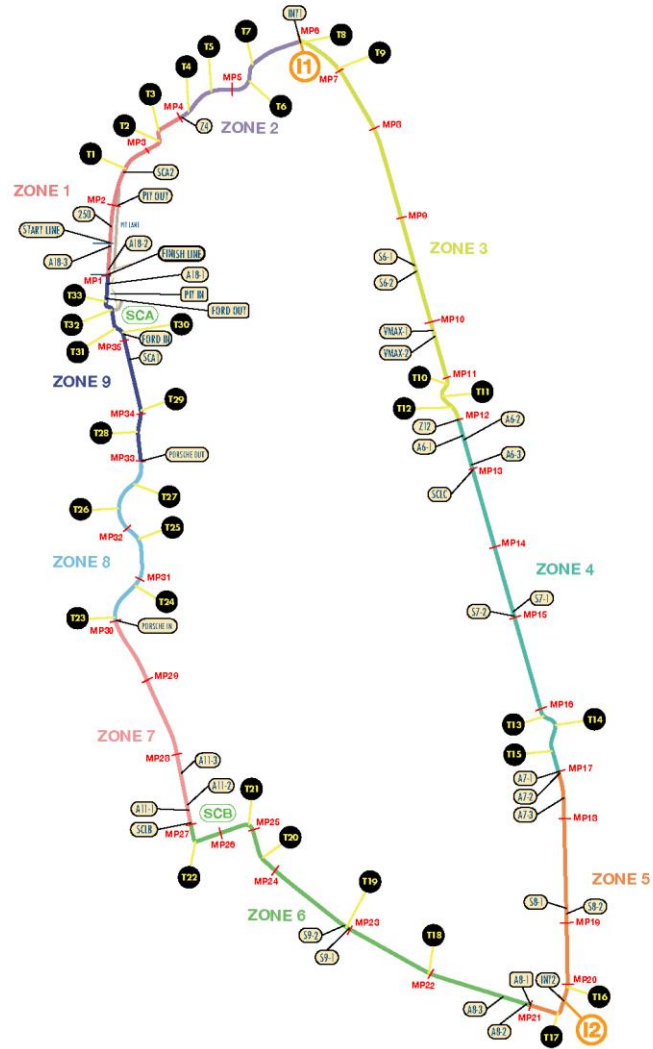 INT1
MP6
T8
T7
T5
I1
T9
T4
MP5
MP7
T3
MP4
T6
T2
Z4
ZONE 2
MP8
MP3
T1
SCA2
ZONE 1
MP2
PIT OUT
250
MP9
PIT LANE
START LINE
A18-2
ZONE 3
FINISH LINE
S6-1
A18-3
MP1
A18-1
S6-2
T33
PIT IN
FORD OUT
SCA
T32
T30
MP10
VMAX-1
T31
FORD IN
MP35
VMAX-2
SCA1
ZONE 9
T10
MP11
T11
T29
MP34
T12
MP12
Z12
A6-2
T28
A6-1
PORSCHE OUT
MP33
A6-3
MP13
T27
SCLC
T26
T25
MP32
MP14
ZONE 8
ZONE 4
MP31
T24
S7-1
T23
S7-2
MP15
MP30
PORSCHE IN
MP29
MP16
T13
T14
ZONE 7
T15
MP28
A11-3
MP17
A7-1
A11-2
T21
A7-2
A11-1
SCB
A7-3
MP18
SCLB
MP27
MP26
MP25
T20
T22
MP24
ZONE 5
T19
S8-1
S8-2
ZONE 6
MP23
MP19
S9-2
T18
S9-1
MP22
A8-1
INT2
MP20
T16
A8-3
MP21
A8-2
T17
I2